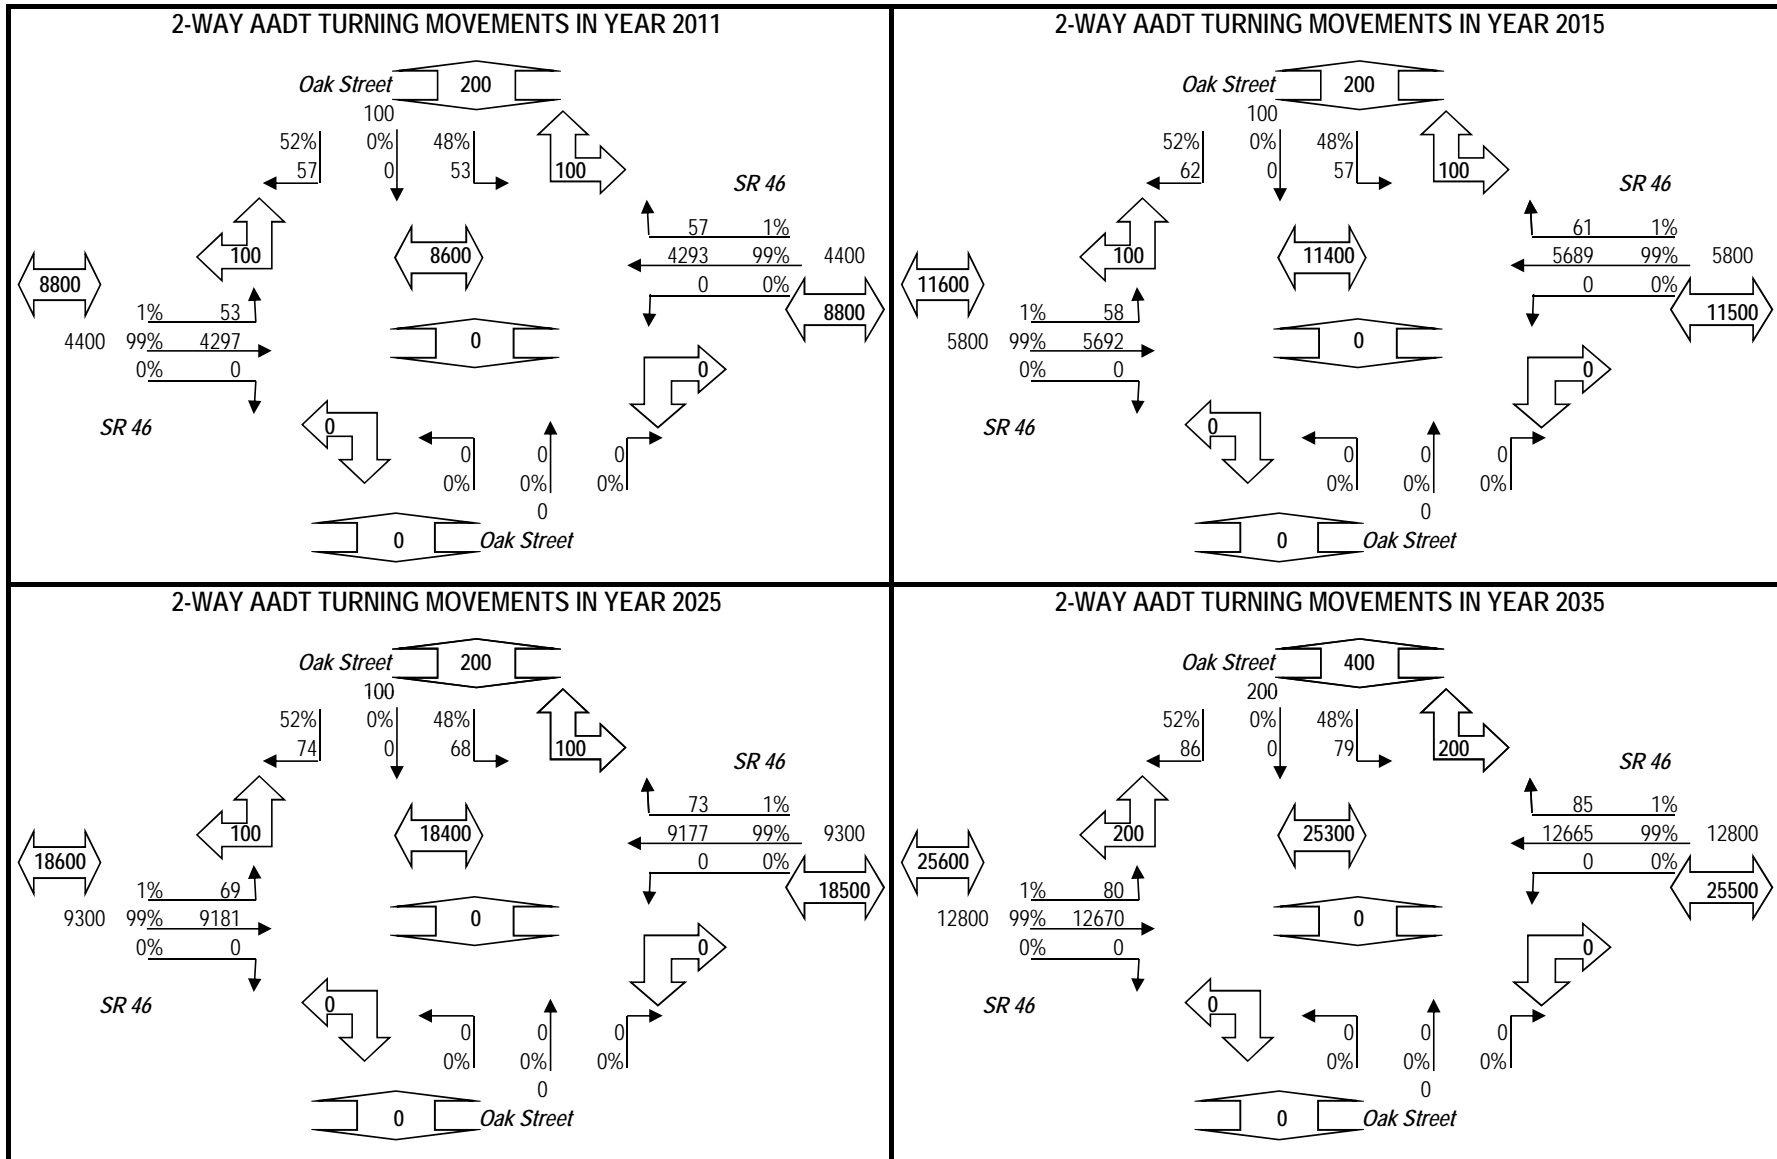 2-WAY AADT TURNING MOVEMENTS IN YEAR 2011
Oak Street 200
100
52% 0% 48%
57 0 53 100
SR 46
57 1%
100 8600 4293 99% 4400
8800 0 0%
1% 53 8800
4400 99% 4297 0
0% 0 0
SR 46 0
0 0 0
0% 0% 0%
0
0 Oak Street
2-WAY AADT TURNING MOVEMENTS IN YEAR 2015
Oak Street 200
100
52% 0% 48%
62 0 57 100
SR 46
61 1%
100 11400 5689 99% 5800
11600 0 0%
1% 58 11500
5800 99% 5692 0
0% 0 0
SR 46 0
0 0 0
0% 0% 0%
0
0 Oak Street
2-WAY AADT TURNING MOVEMENTS IN YEAR 2025
Oak Street 200
100
52% 0% 48%
74 0 68 100
SR 46
73 1%
100 18400 9177 99% 9300
18600 0 0%
1% 69 18500
9300 99% 9181 0
0% 0 0
SR 46 0
0 0 0
0% 0% 0%
0
0 Oak Street
2-WAY AADT TURNING MOVEMENTS IN YEAR 2035
Oak Street 400
200
52% 0% 48%
86 0 79 200
SR 46
85 1%
200 25300 12665 99% 12800
25600 0 0%
1% 80 25500
12800 99% 12670 0
0% 0 0
SR 46 0
0 0 0
0% 0% 0%
0
0 Oak Street